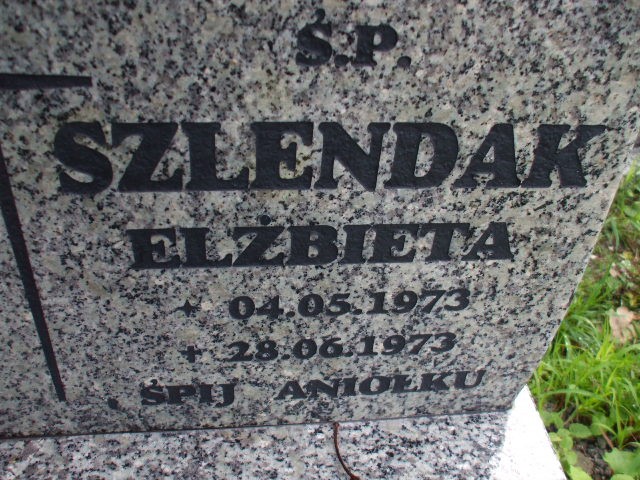 Ś.P.
SZLENDAK
ELŻBIETA
* 04.05.1973
+ 28.06.1973
ŚPIJ ANIOŁKU